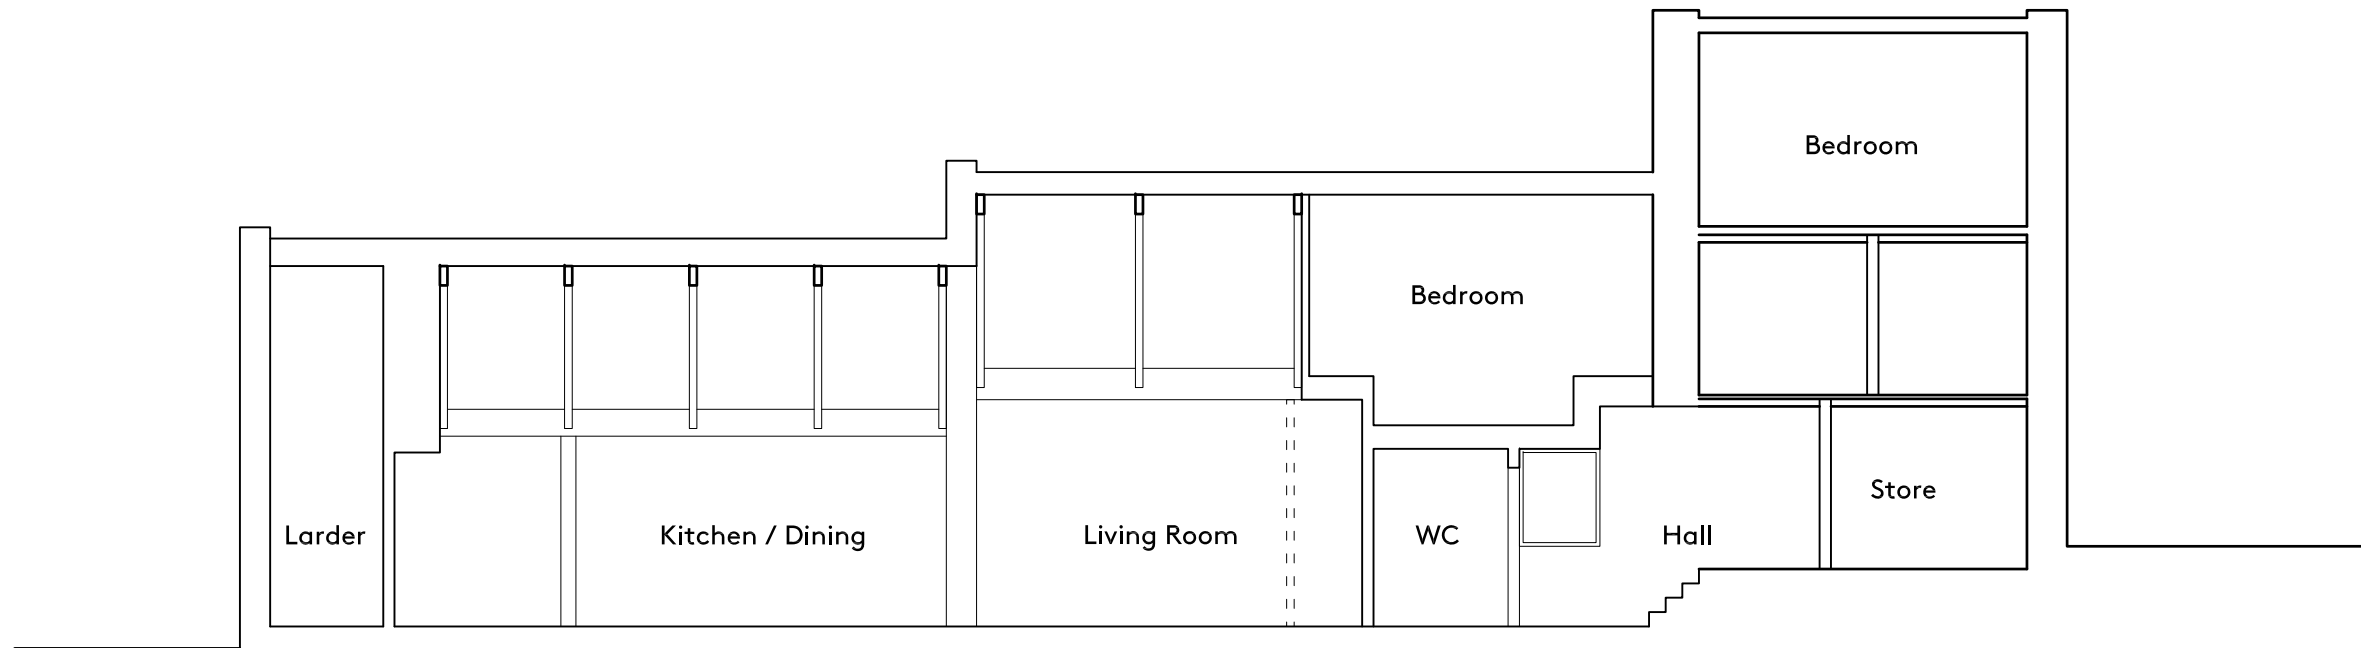 Bedroom
Bedroom
Store
Larder
Kitchen / Dining
Living Room
WC
Hall